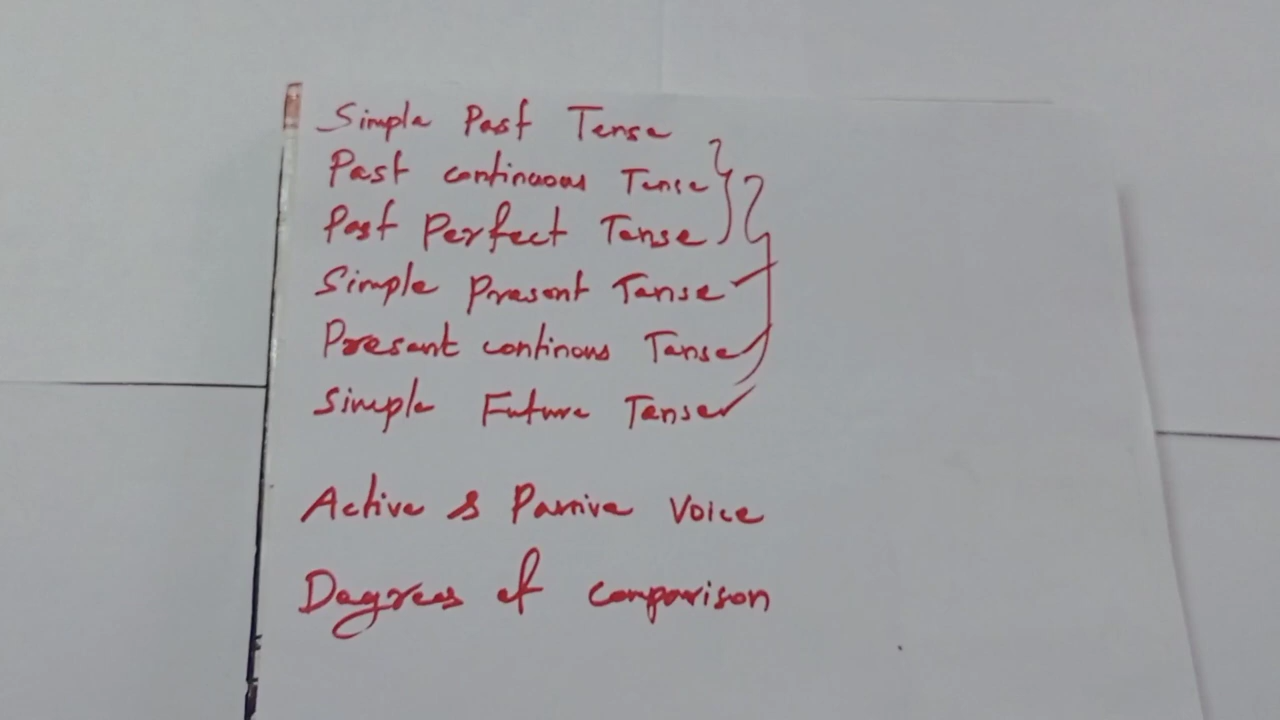 Simple Past Tense
Past continuous Tense
Past Perfect Tense
Simple Present Tense
Present continous Tense
Simple Future Tense
Active & Passive Voice
Degrees of comparison